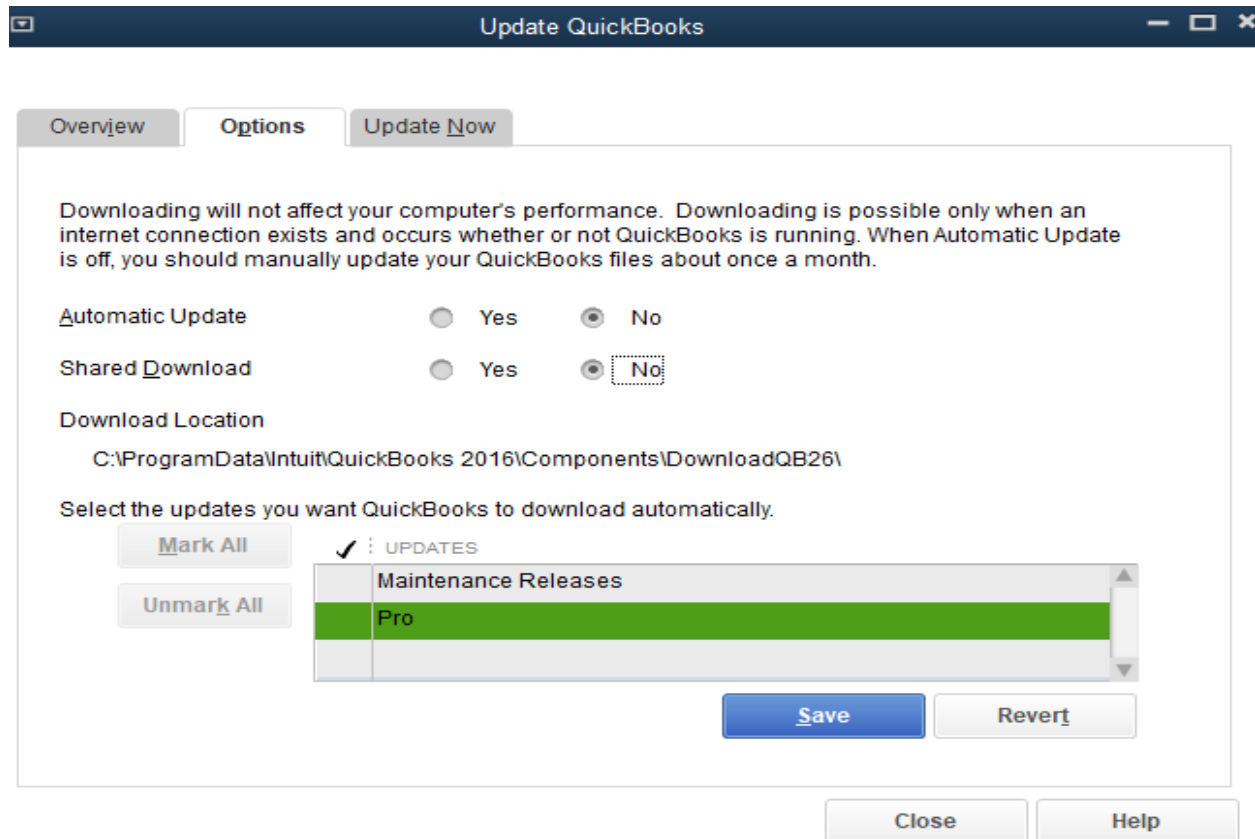 Update QuickBooks
Overview Options Update Now
Downloading will not affect your computer's performance. Downloading is possible only when an
internet connection exists and occurs whether or not QuickBooks is running. When Automatic Update
is off, you should manually update your QuickBooks files about once a month.
Automatic Update Yes No
Shared Download Yes No
Download Location
C:\ProgramData\Intuit\QuickBooks 2016\Components\DownloadQB26\
Select the updates you want QuickBooks to download automatically.
Mark All
UPDATES
Maintenance Releases
Unmark All
Pro
Save Revert
Close Help